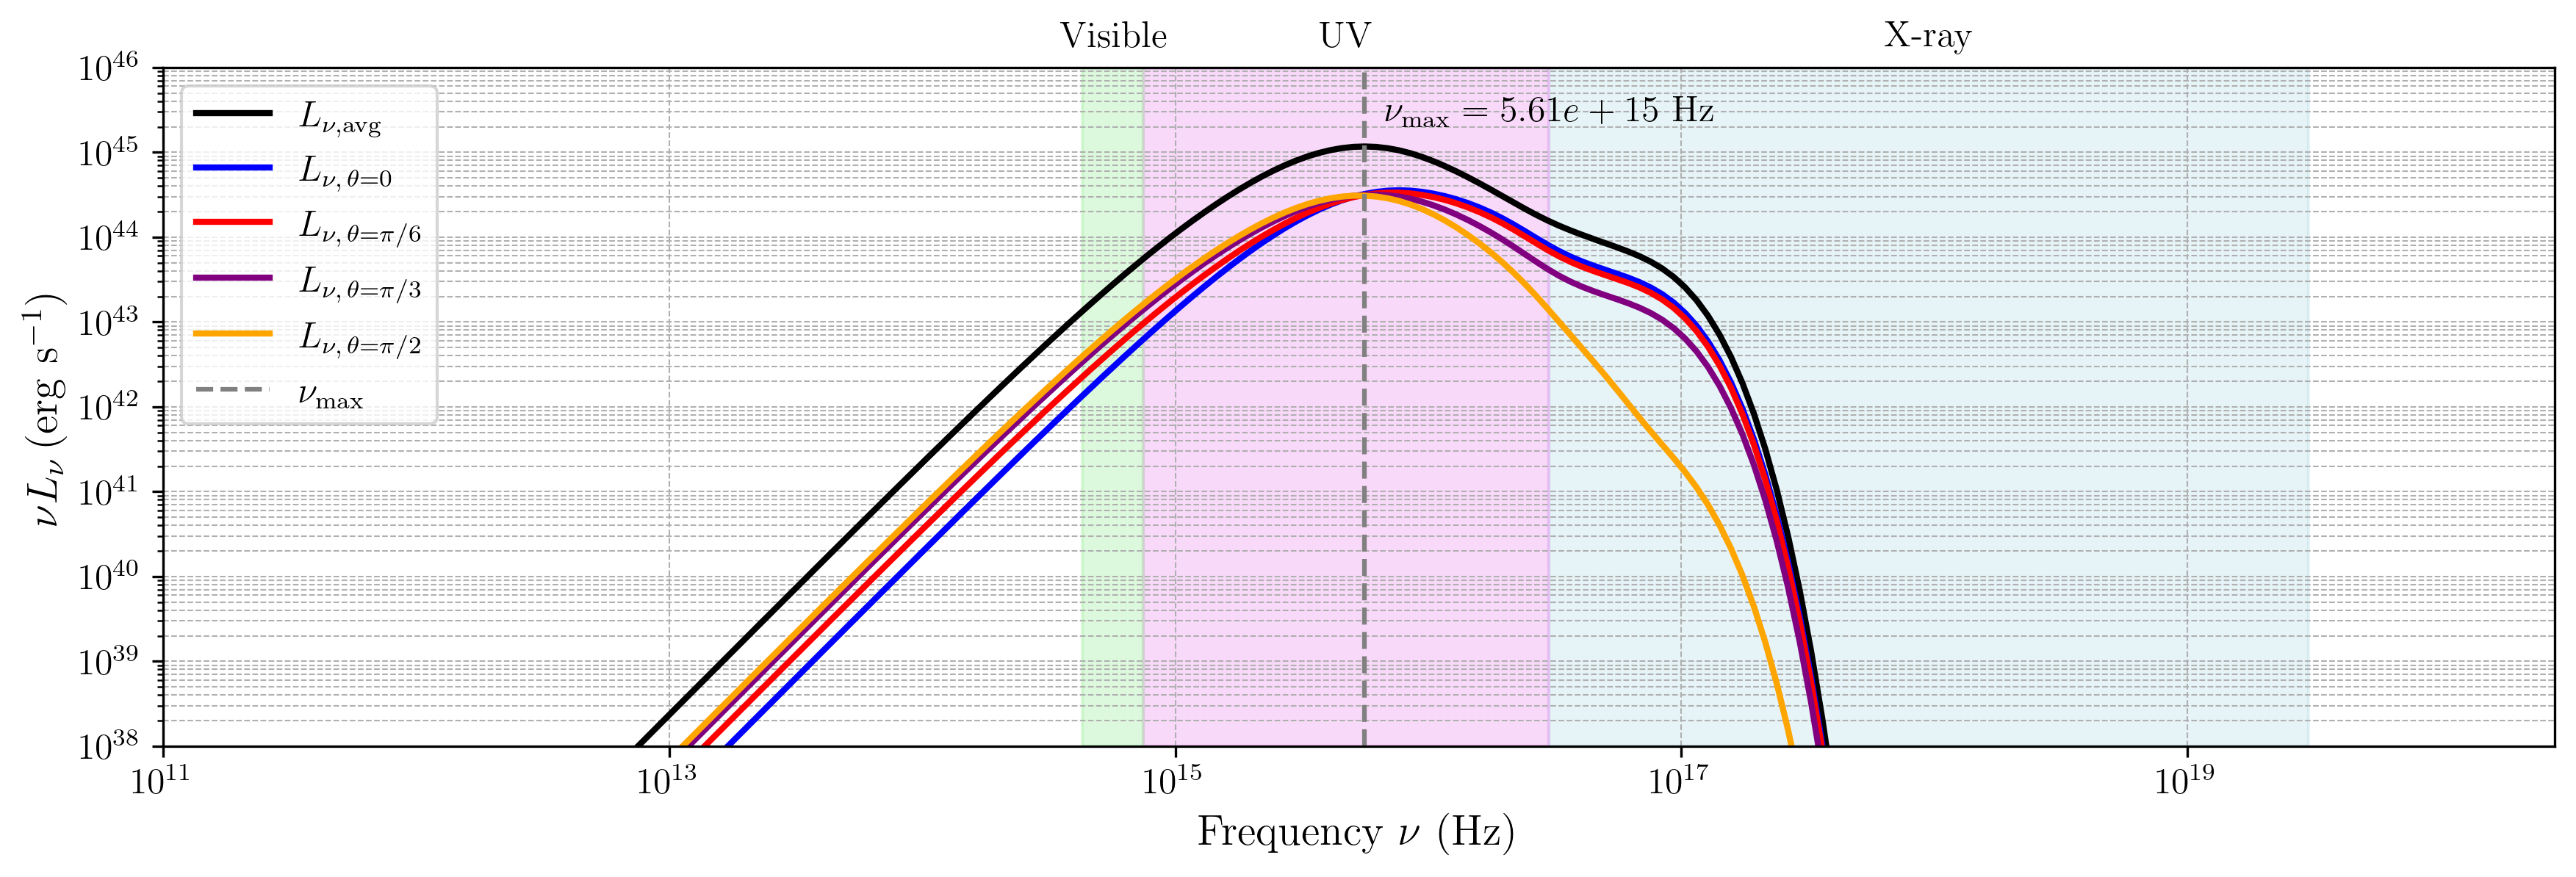 Visible UV X-ray
10^46
10^45
10^44
10^43
10^42
10^41
10^40
10^39
10^38
ν L_ν (erg s^−1)
L_ν,avg
L_ν, θ=0
L_ν, θ=π/6
L_ν, θ=π/3
L_ν, θ=π/2
ν_max
ν_max = 5.61e + 15 Hz
10^11 10^13 10^15 10^17 10^19
Frequency ν (Hz)